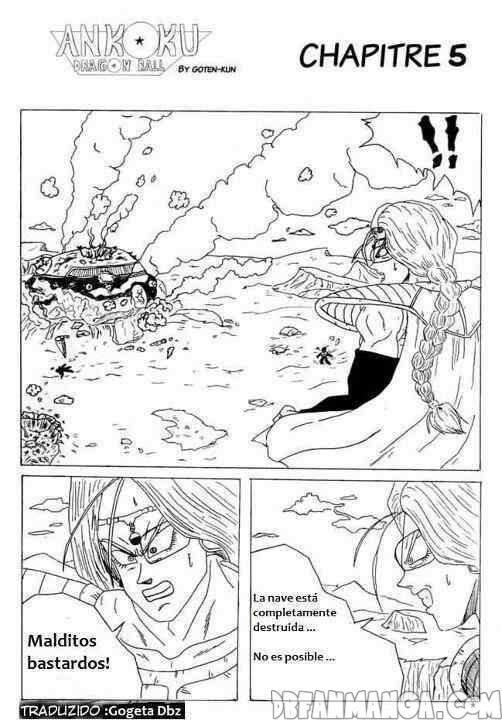 ANKOKU
DRAGON BALL
BY GOTEN-KUN
CHAPITRE 5
!!
Malditos
bastardos!
La nave está
completamente
destruida ...
No es posible ...
TRADUZIDO :Gogeta Dbz
DBFANMANGA.COM